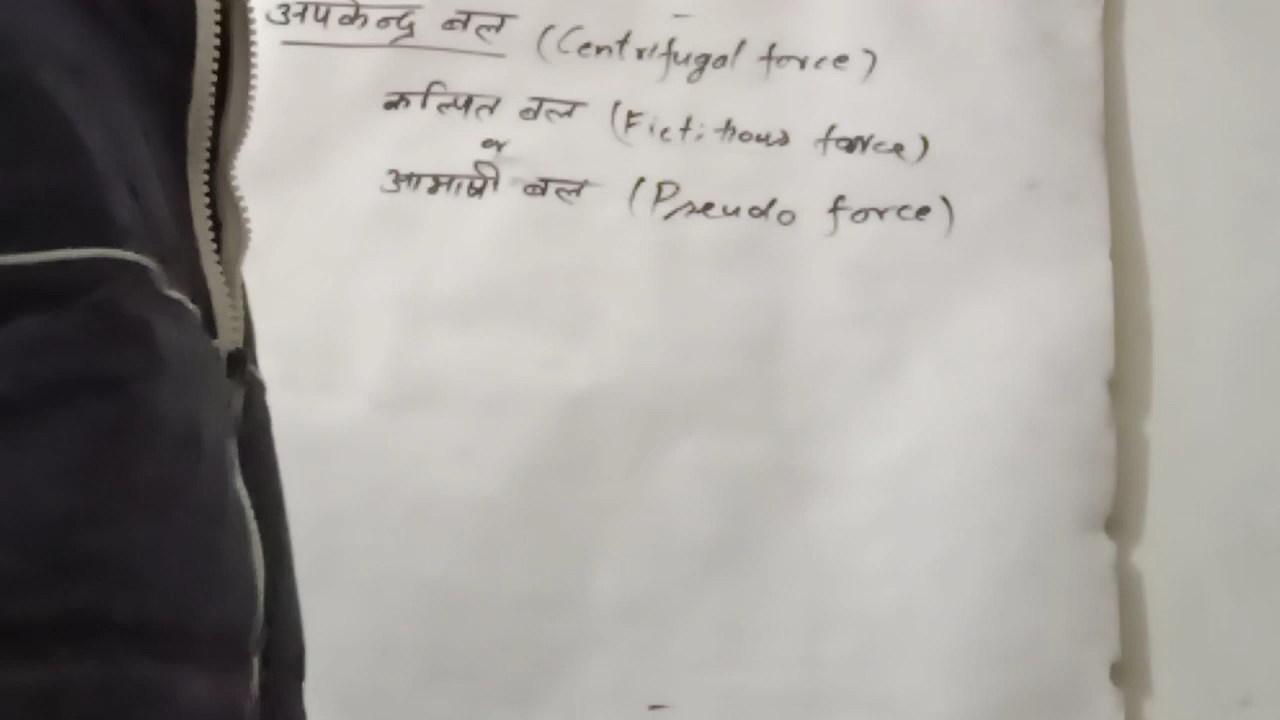 अपकेन्द्र बल (Centrifugal force)
कल्पित बल (Fictitious force)
or
आभाषी बल (Pseudo force)